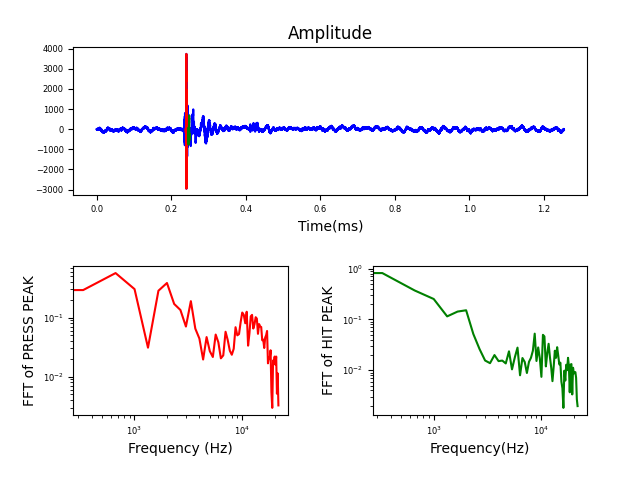 Amplitude
4000
3000
2000
1000
0
−1000
−2000
−3000
0.0 0.2 0.4 0.6 0.8 1.0 1.2
Time(ms)
FFT of PRESS PEAK
10⁻¹
10⁻²
10³ 10⁴
Frequency (Hz)
FFT of HIT PEAK
10⁰
10⁻¹
10⁻²
10³ 10⁴
Frequency(Hz)